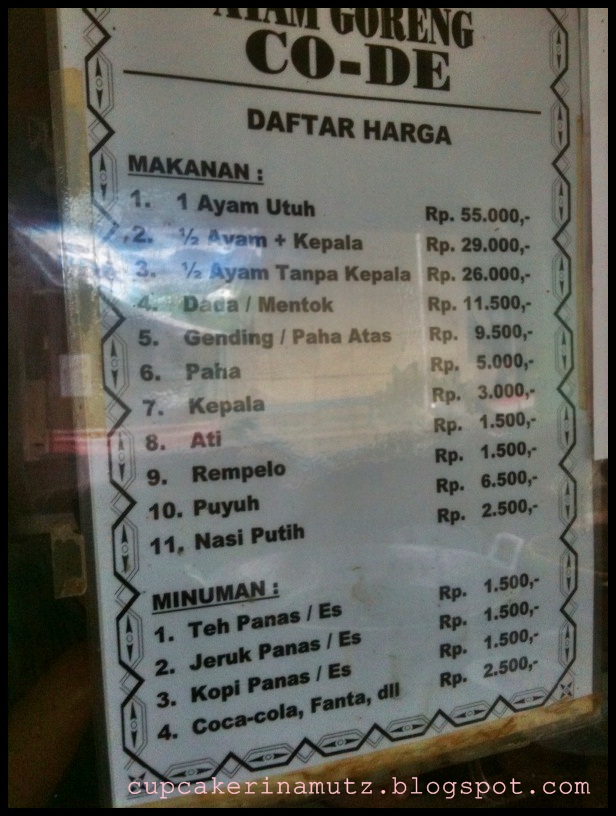 AYAM GORENG
CO-DE
DAFTAR HARGA
MAKANAN :
1. 1 Ayam Utuh Rp. 55.000,-
2. ½ Ayam + Kepala Rp. 29.000,-
3. ½ Ayam Tanpa Kepala Rp. 26.000,-
4. Dada / Mentok Rp. 11.500,-
5. Gending / Paha Atas Rp. 9.500,-
6. Paha Rp. 5.000,-
7. Kepala Rp. 3.000,-
8. Ati Rp. 1.500,-
9. Rempelo Rp. 1.500,-
10. Puyuh Rp. 6.500,-
11. Nasi Putih Rp. 2.500,-
MINUMAN :
1. Teh Panas / Es Rp. 1.500,-
2. Jeruk Panas / Es Rp. 1.500,-
3. Kopi Panas / Es Rp. 1.500,-
4. Coca-cola, Fanta, dll Rp. 2.500,-
cupcakerinamutz.blogspot.com